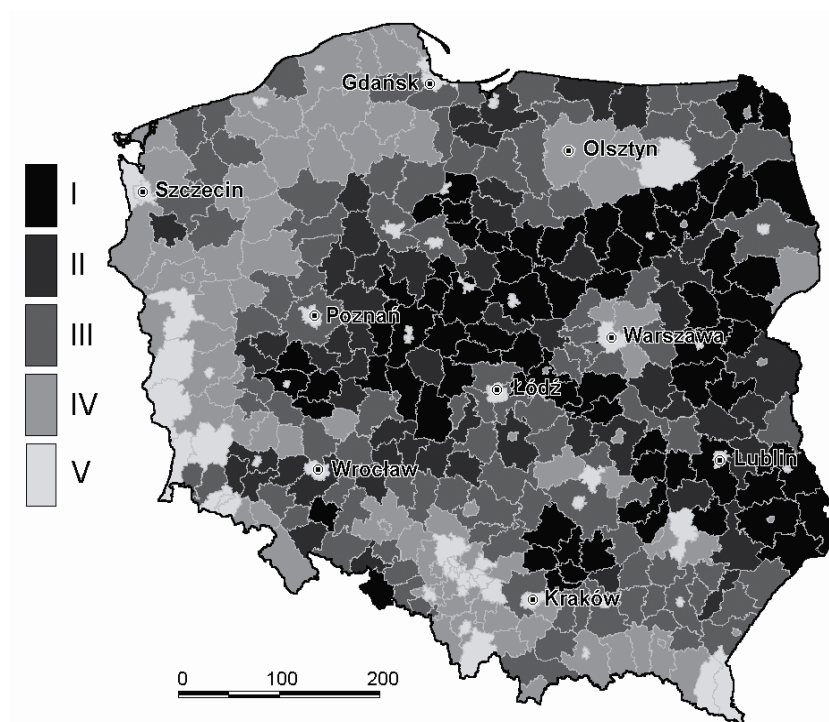 Gdańsk
Olsztyn
Szczecin
I
II
III
IV
V
Poznań
Warszawa
Łódź
Lublin
Wrocław
Kraków
0 100 200